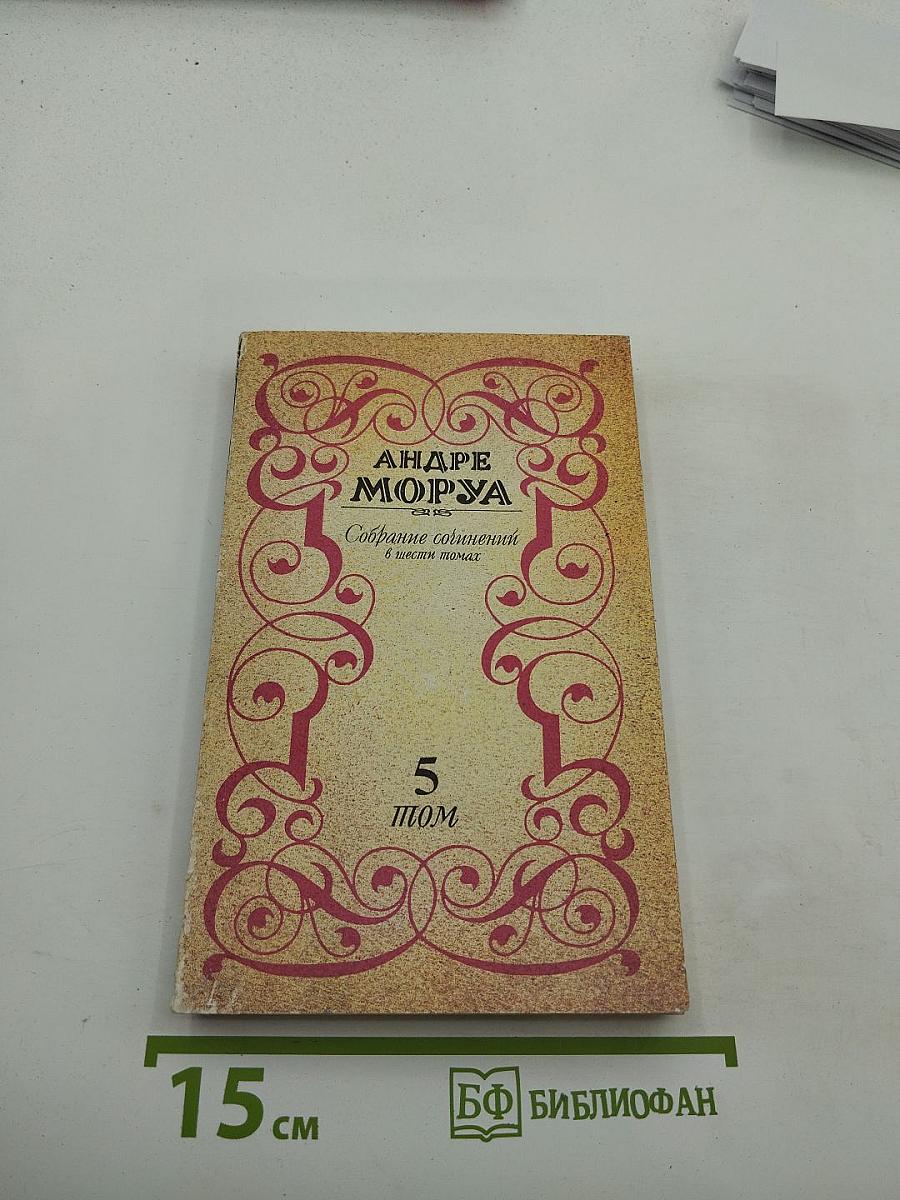 АНДРЕ
МОРУА
Собрание сочинений
в шести томах
5
том
15 см
БФ БИБЛИОФАН